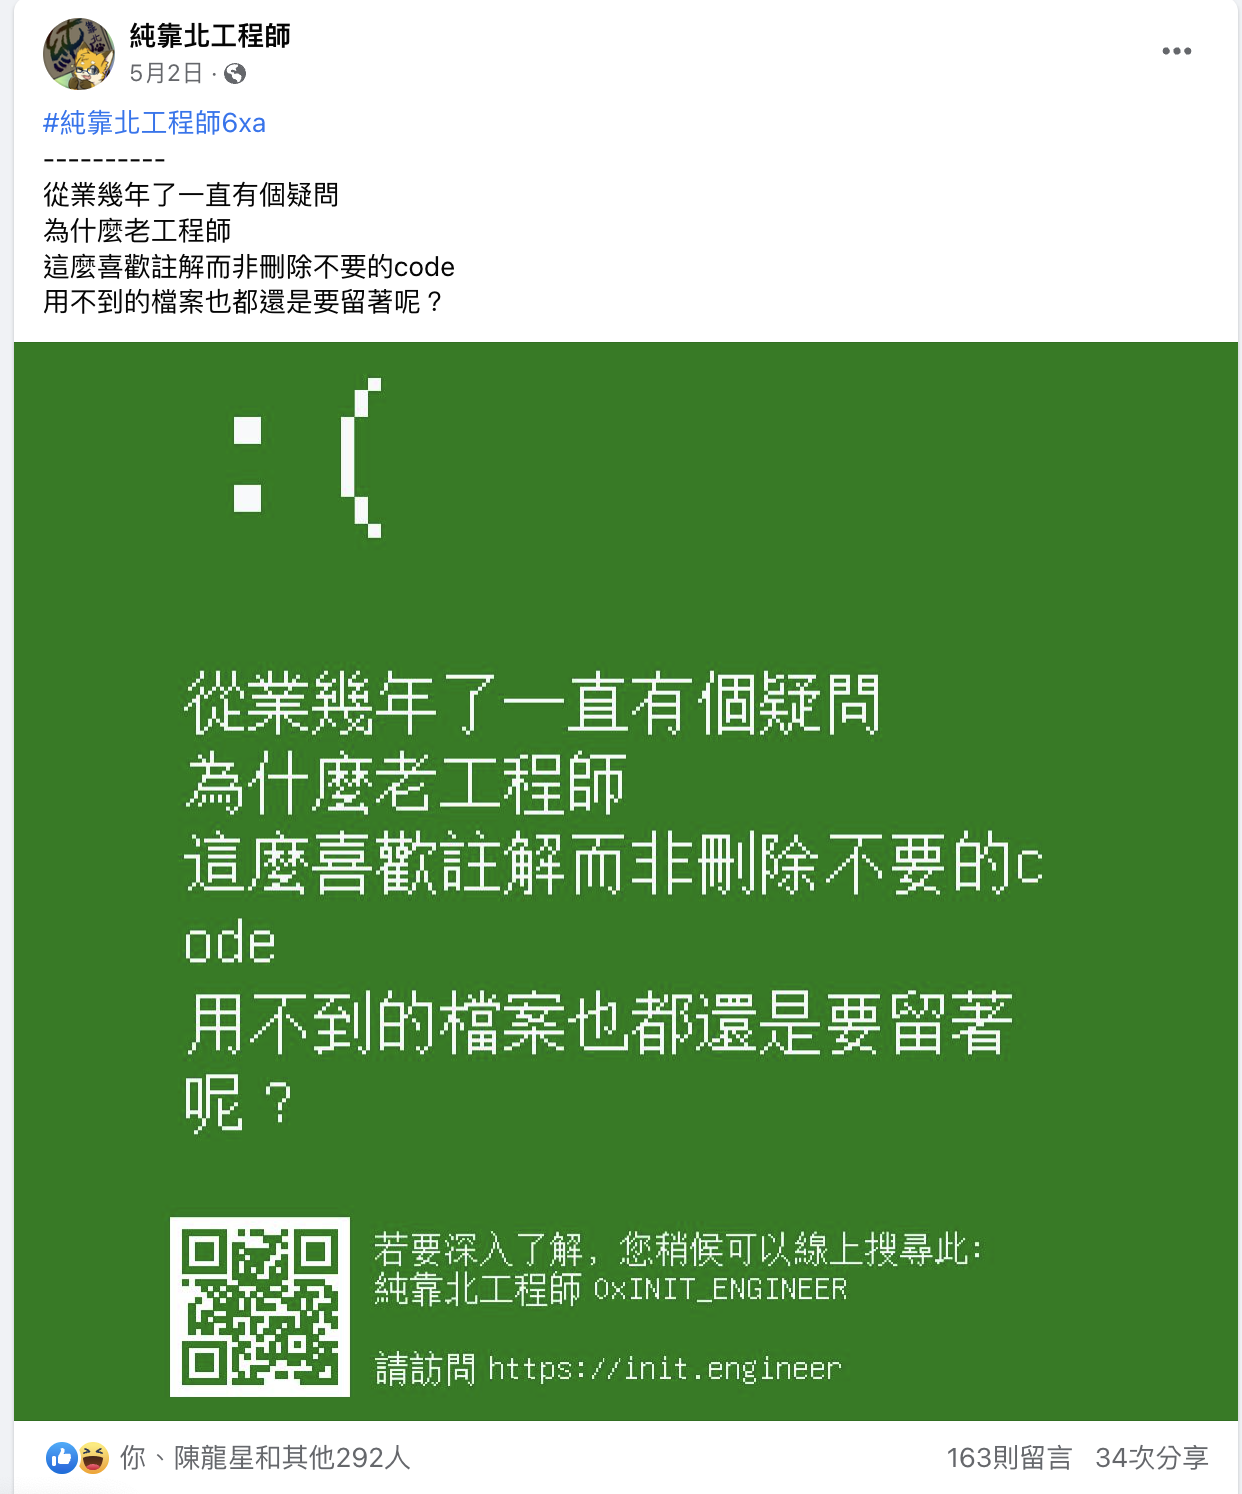 純靠北工程師
5月2日 ·
#純靠北工程師6xa
----------
從業幾年了一直有個疑問
為什麼老工程師
這麼喜歡註解而非刪除不要的code
用不到的檔案也都還是要留著呢？
:(
從業幾年了一直有個疑問
為什麼老工程師
這麼喜歡註解而非刪除不要的c
ode
用不到的檔案也都還是要留著
呢？
若要深入了解，您稍候可以線上搜尋此：
純靠北工程師 0xINIT_ENGINEER
請訪問 https://init.engineer
你、陳龍星和其他292人
163則留言 34次分享